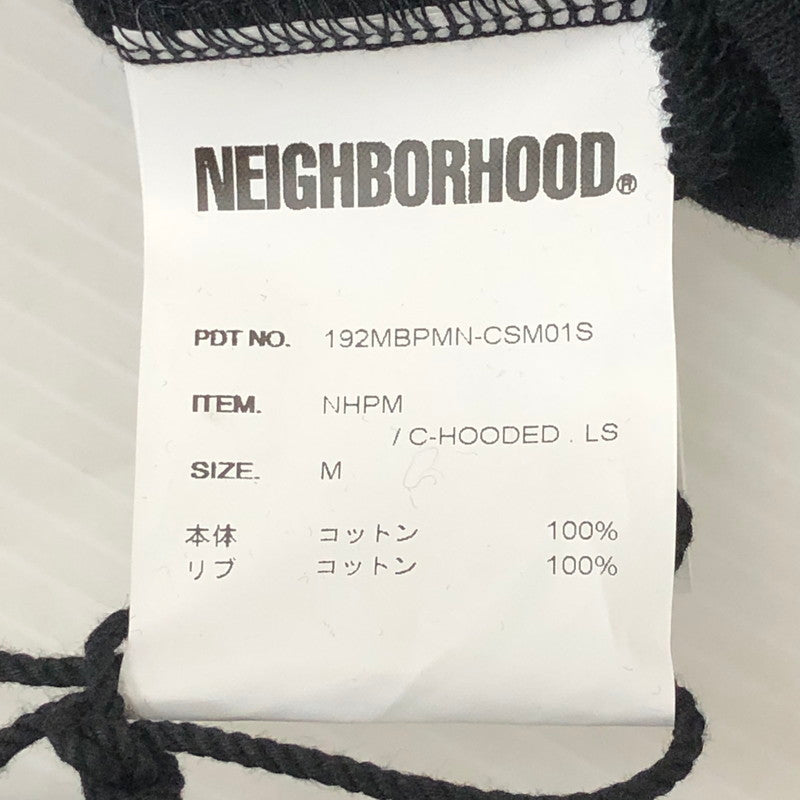 NEIGHBORHOOD®
PDT NO. 192MBPMN-CSM01S
ITEM. NHPM
/ C-HOODED . LS
SIZE. M
本体 コットン 100%
リブ コットン 100%